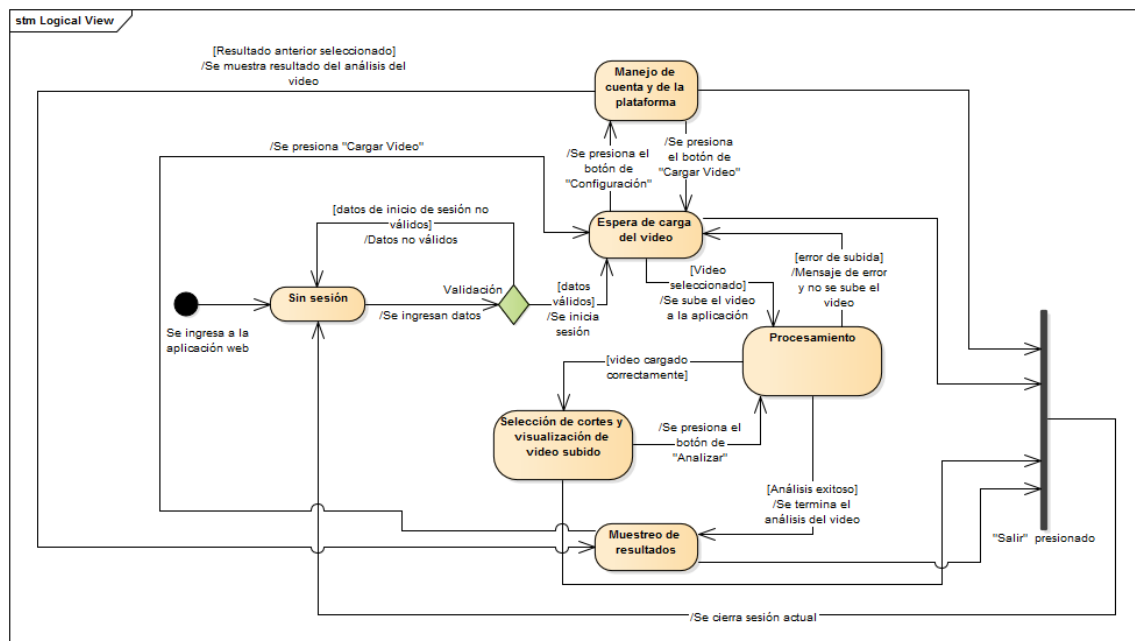 stm Logical View
[Resultado anterior seleccionado]
/Se muestra resultado del análisis del
video
Manejo de
cuenta y de la
plataforma
/Se presiona "Cargar Video"
/Se presiona el
botón de
"Configuración"
/Se presiona
el botón de
"Cargar Video"
[datos de inicio de sesión no
válidos]
/Datos no válidos
Espera de carga
del video
[error de subida]
/Mensaje de error
y no se sube el
video
[Video
seleccionado]
/Se sube el video
a la aplicación
Validación
Sin sesión
/Se ingresan datos
[datos
válidos]
/Se inicia
sesión
Se ingresa a la
aplicación web
Procesamiento
[video cargado
correctamente]
Selección de cortes y
visualización de
video subido
/Se presiona el
botón de
"Analizar"
[Análisis exitoso]
/Se termina el
análisis del video
Muestreo de
resultados
"Salir" presionado
/Se cierra sesión actual